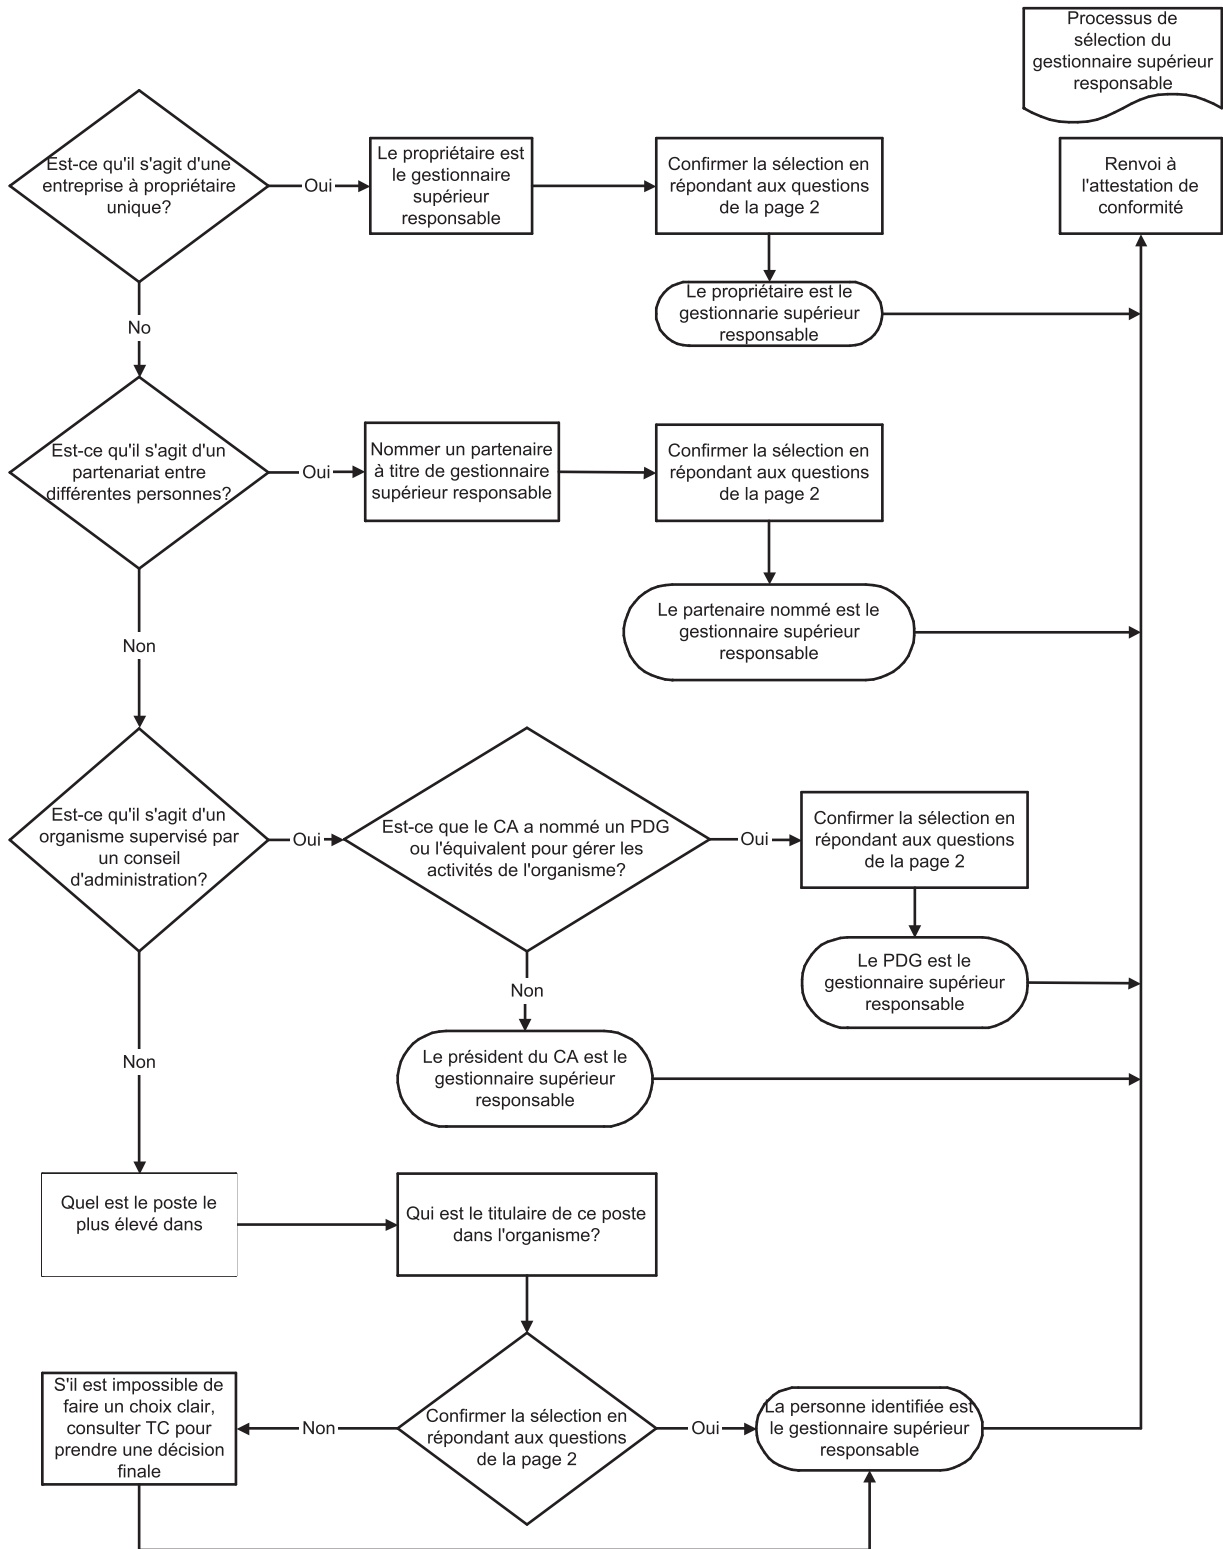 Processus de
sélection du
gestionnaire supérieur
responsable
Est-ce qu'il s'agit d'une
entreprise à propriétaire
unique?
Oui
Le propriétaire est
le gestionnaire
supérieur
responsable
Confirmer la sélection en
répondant aux questions
de la page 2
Renvoi à
l'attestation de
conformité
Le propriétaire est le
gestionnarie supérieur
responsable
No
Est-ce qu'il s'agit d'un
partenariat entre
différentes personnes?
Oui
Nommer un partenaire
à titre de gestionnaire
supérieur responsable
Confirmer la sélection en
répondant aux questions
de la page 2
Le partenaire nommé est le
gestionnaire supérieur
responsable
Non
Est-ce qu'il s'agit d'un
organisme supervisé par
un conseil
d'administration?
Oui
Est-ce que le CA a nommé un PDG
ou l'équivalent pour gérer les
activités de l'organisme?
Oui
Confirmer la sélection en
répondant aux questions
de la page 2
Le PDG est le
gestionnaire supérieur
responsable
Non
Le président du CA est le
gestionnaire supérieur
responsable
Non
Quel est le poste le
plus élevé dans
Qui est le titulaire de ce poste
dans l'organisme?
Confirmer la sélection en
répondant aux questions
de la page 2
Non
S'il est impossible de
faire un choix clair,
consulter TC pour
prendre une décision
finale
Oui
La personne identifiée est
le gestionnaire supérieur
responsable